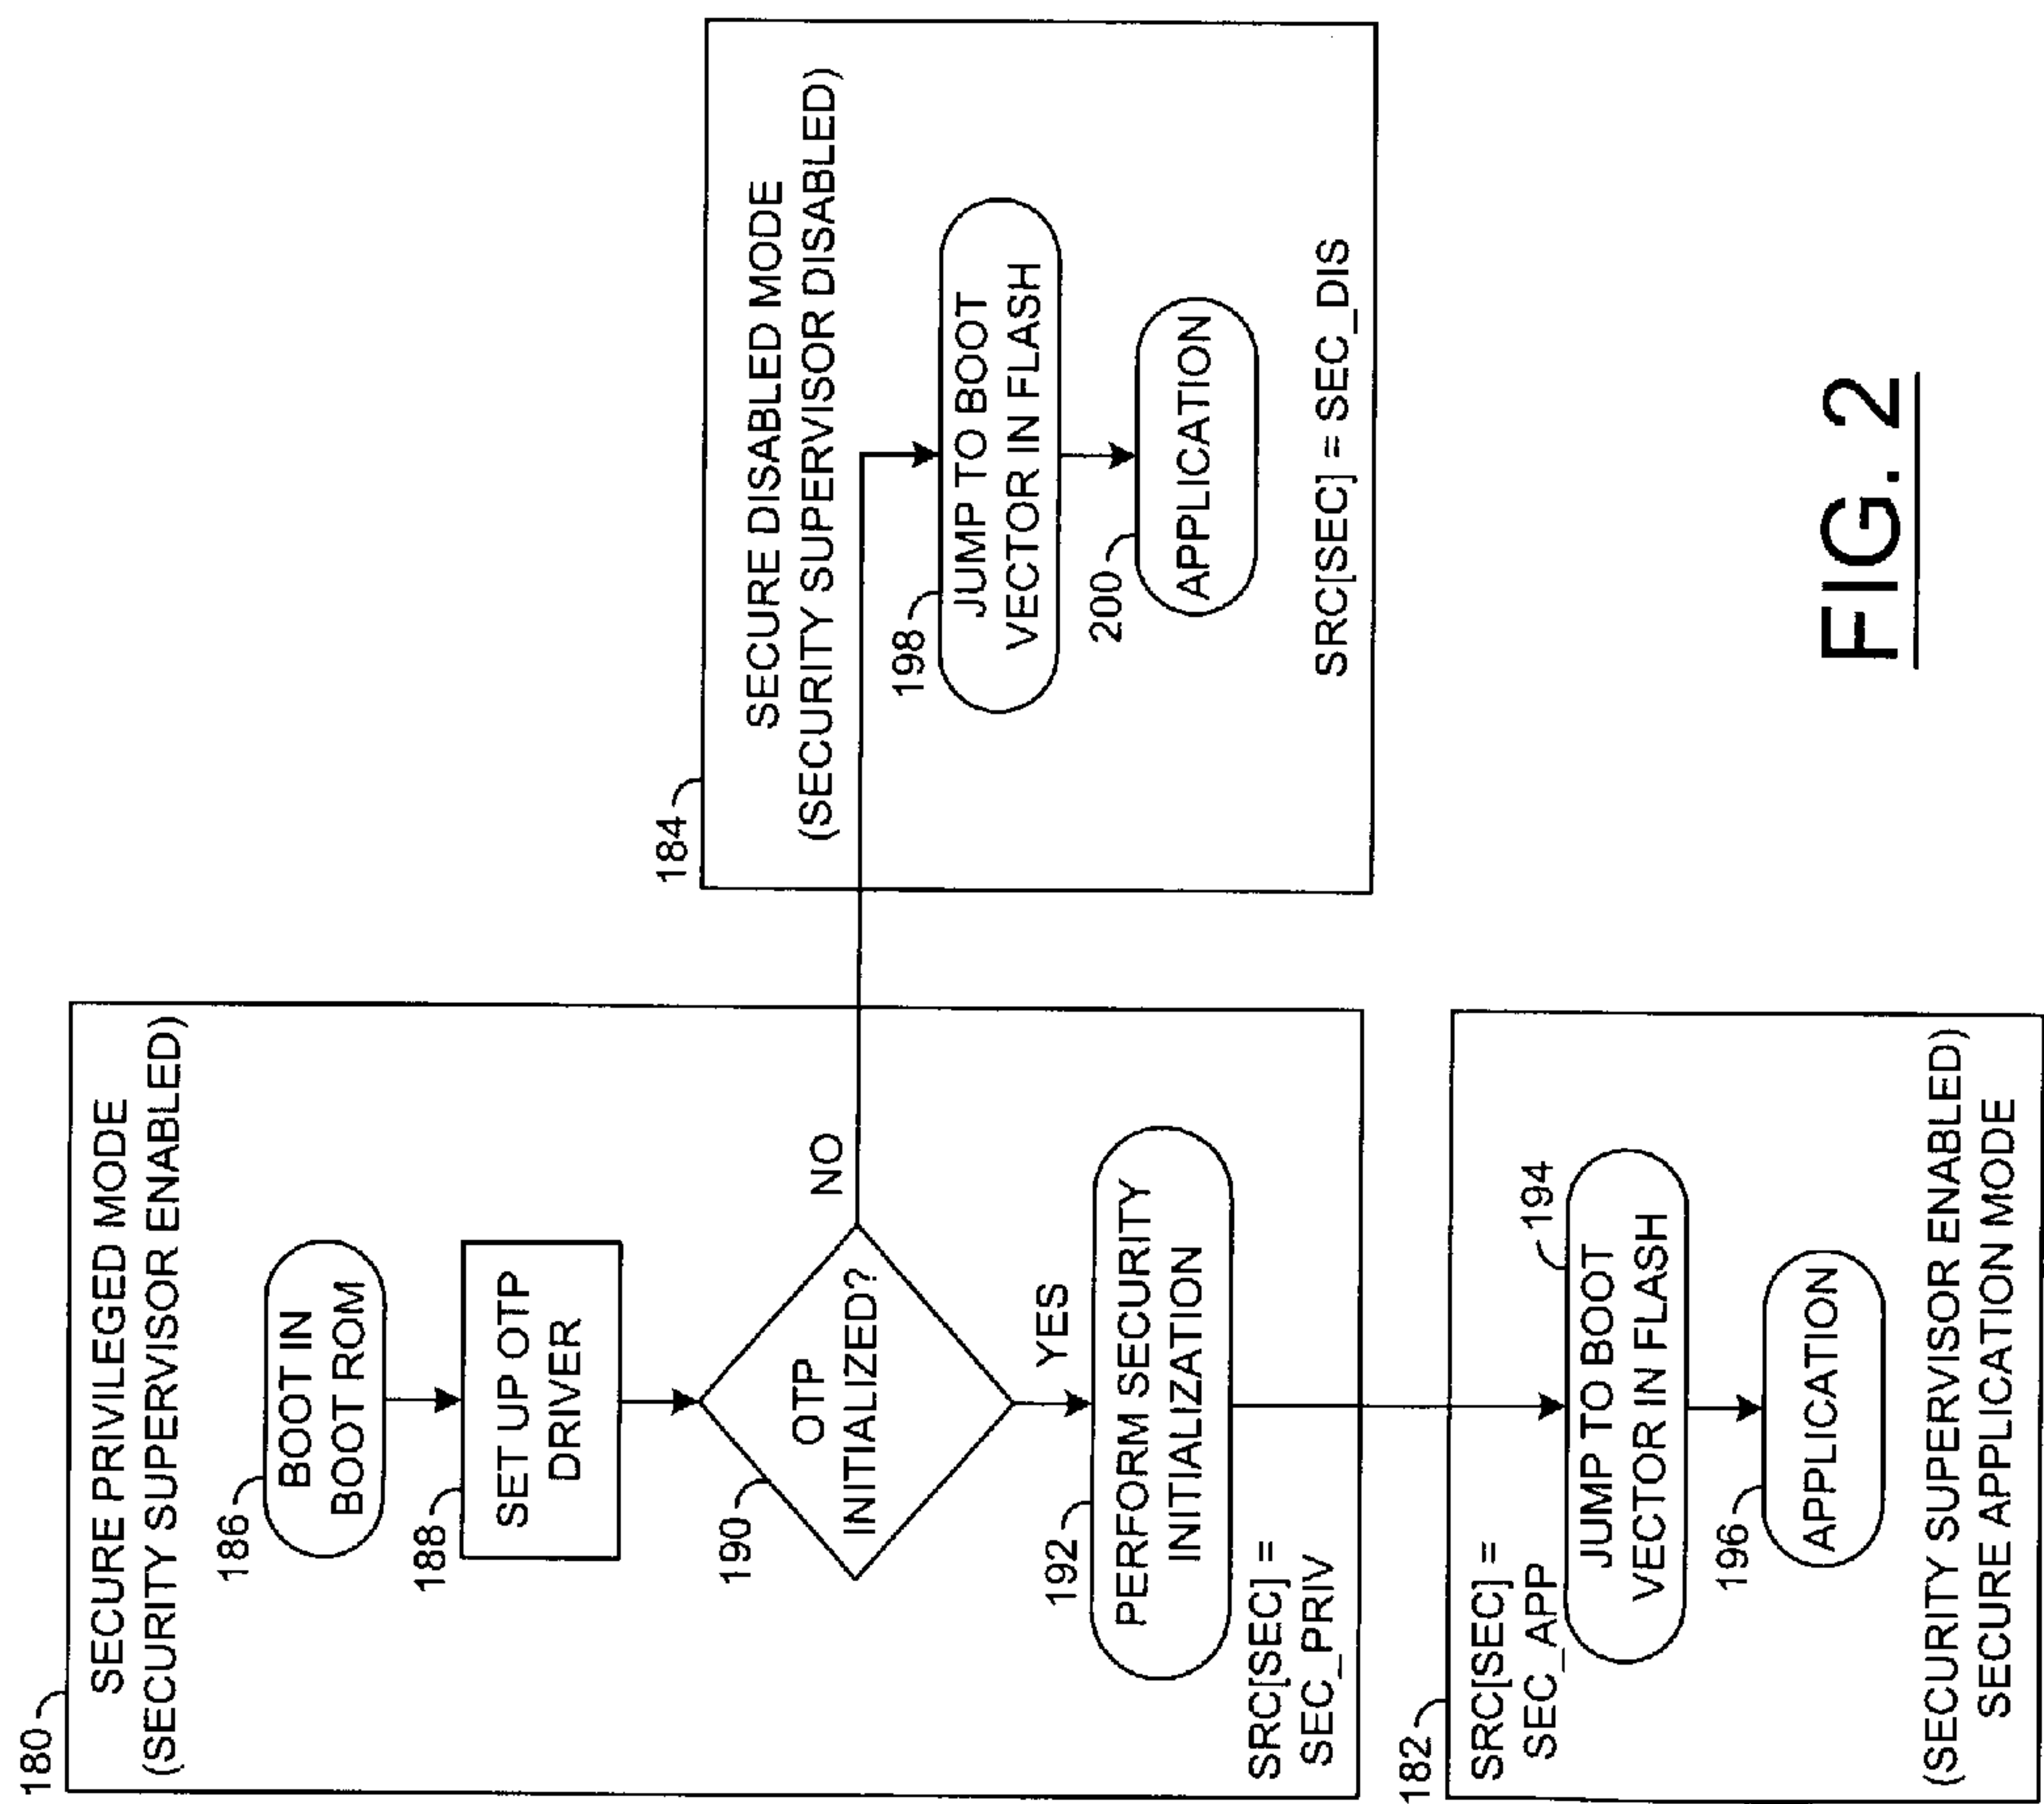 180
SECURE PRIVILEGED MODE
(SECURITY SUPERVISOR ENABLED)
186
BOOT IN
BOOT ROM
188
SET UP OTP
DRIVER
190
OTP
INITIALIZED?
NO
YES
192
PERFORM SECURITY
INITIALIZATION
SRC[SEC] =
SEC_PRIV
182
SRC[SEC] =
SEC_APP
194
JUMP TO BOOT
VECTOR IN FLASH
196
APPLICATION
(SECURITY SUPERVISOR ENABLED)
SECURE APPLICATION MODE
184
SECURE DISABLED MODE
(SECURITY SUPERVISOR DISABLED)
198
JUMP TO BOOT
VECTOR IN FLASH
200
APPLICATION
SRC[SEC] = SEC_DIS
FIG. 2